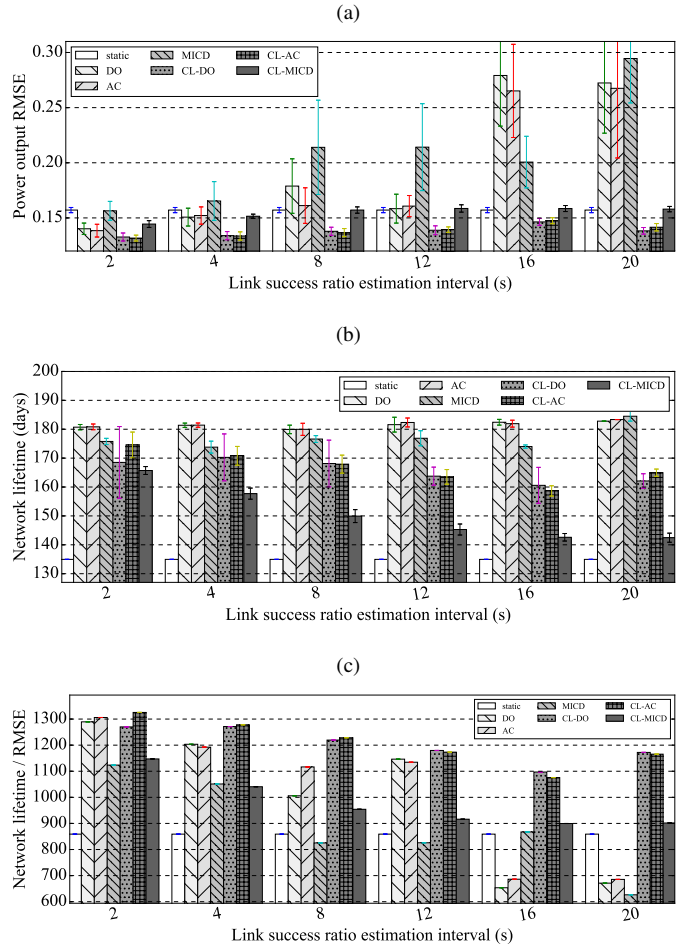 (a)
Power output RMSE
0.30
0.25
0.20
0.15
static
DO
AC
MICD
CL-DO
CL-AC
CL-MICD
2 4 8 12 16 20
Link success ratio estimation interval (s)
(b)
Network lifetime (days)
200
190
180
170
160
150
140
130
static
DO
AC
MICD
CL-DO
CL-AC
CL-MICD
2 4 8 12 16 20
Link success ratio estimation interval (s)
(c)
Network lifetime / RMSE
1300
1200
1100
1000
900
800
700
600
static
DO
AC
MICD
CL-DO
CL-AC
CL-MICD
2 4 8 12 16 20
Link success ratio estimation interval (s)